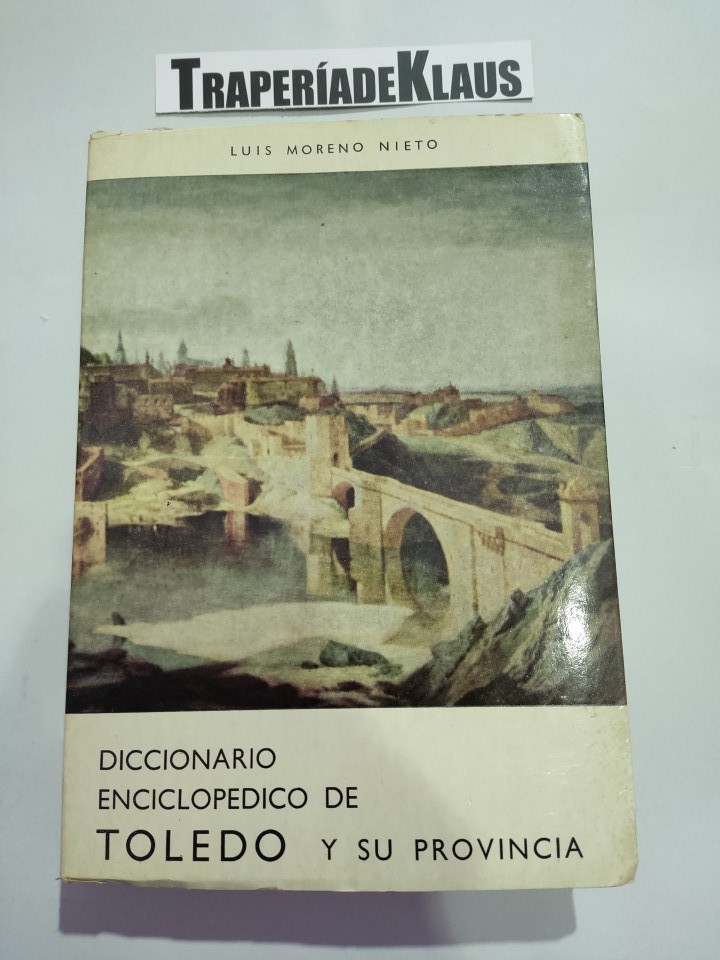 TRAPERÍADEKLAUS
LUIS MORENO NIETO
DICCIONARIO
ENCICLOPEDICO DE
TOLEDO Y SU PROVINCIA